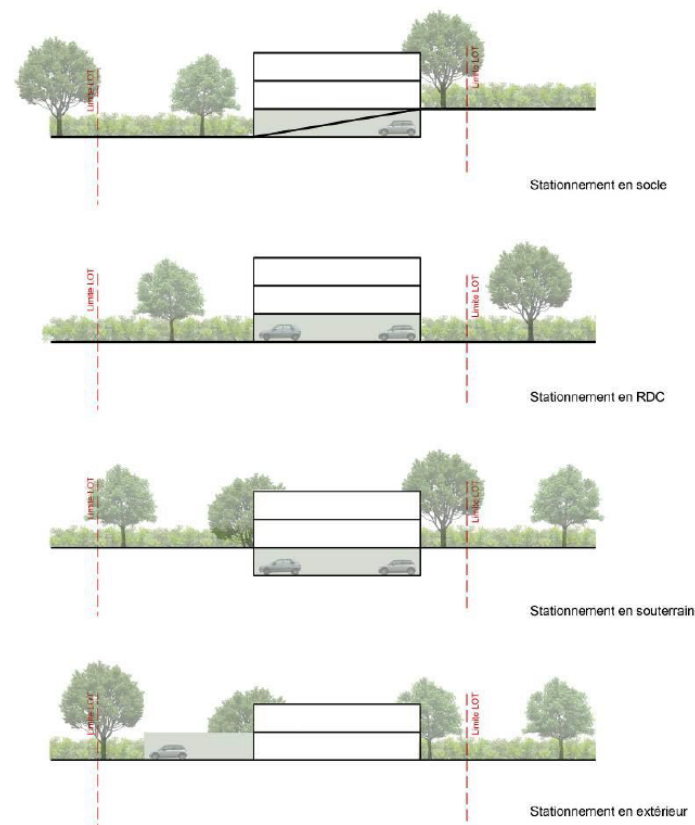 Limite LOT
Limite LOT
Stationnement en socle
Limite LOT
Limite LOT
Stationnement en RDC
Limite LOT
Limite LOT
Stationnement en souterrain
Limite LOT
Limite LOT
Stationnement en extérieur